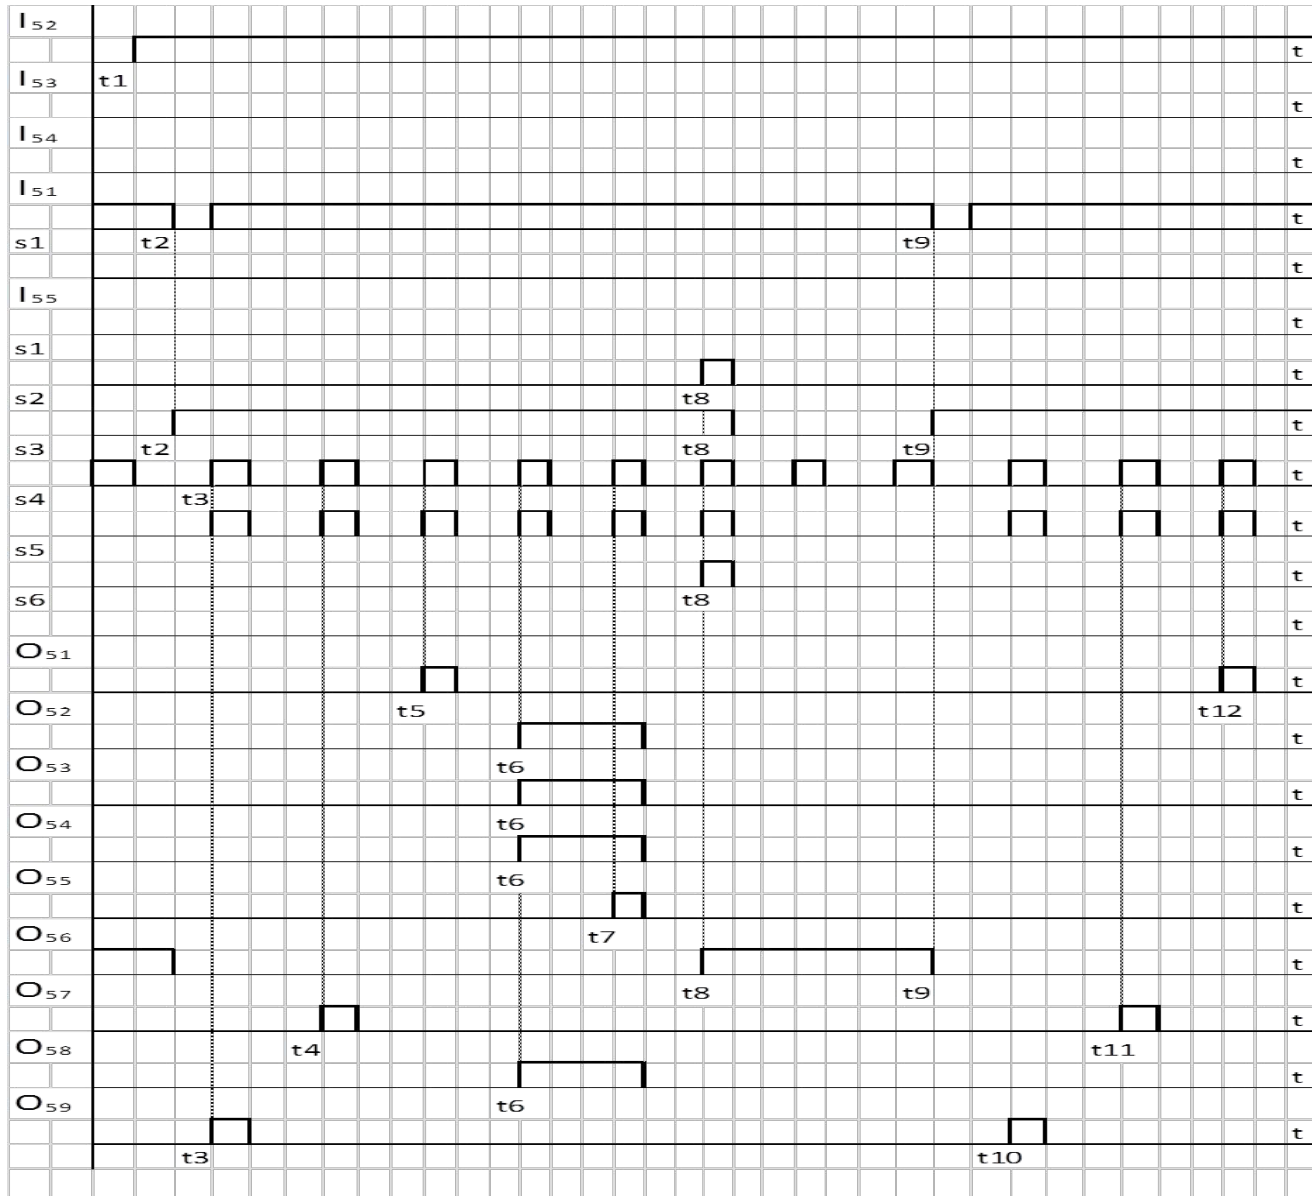 I₅₂
t
I₅₃ t1
t
I₅₄
t
I₅₁
t
s1 t2 t9
t
I₅₅
t
s1
t
s2 t8
t
s3 t2 t8 t9
t
s4 t3
t
s5
t
s6 t8
t
O₅₁
t
O₅₂ t5 t12
t
O₅₃ t6
t
O₅₄ t6
t
O₅₅ t6
t
O₅₆ t7
t
O₅₇ t8 t9
t
O₅₈ t4 t11
t
O₅₉ t6
t
t3 t10